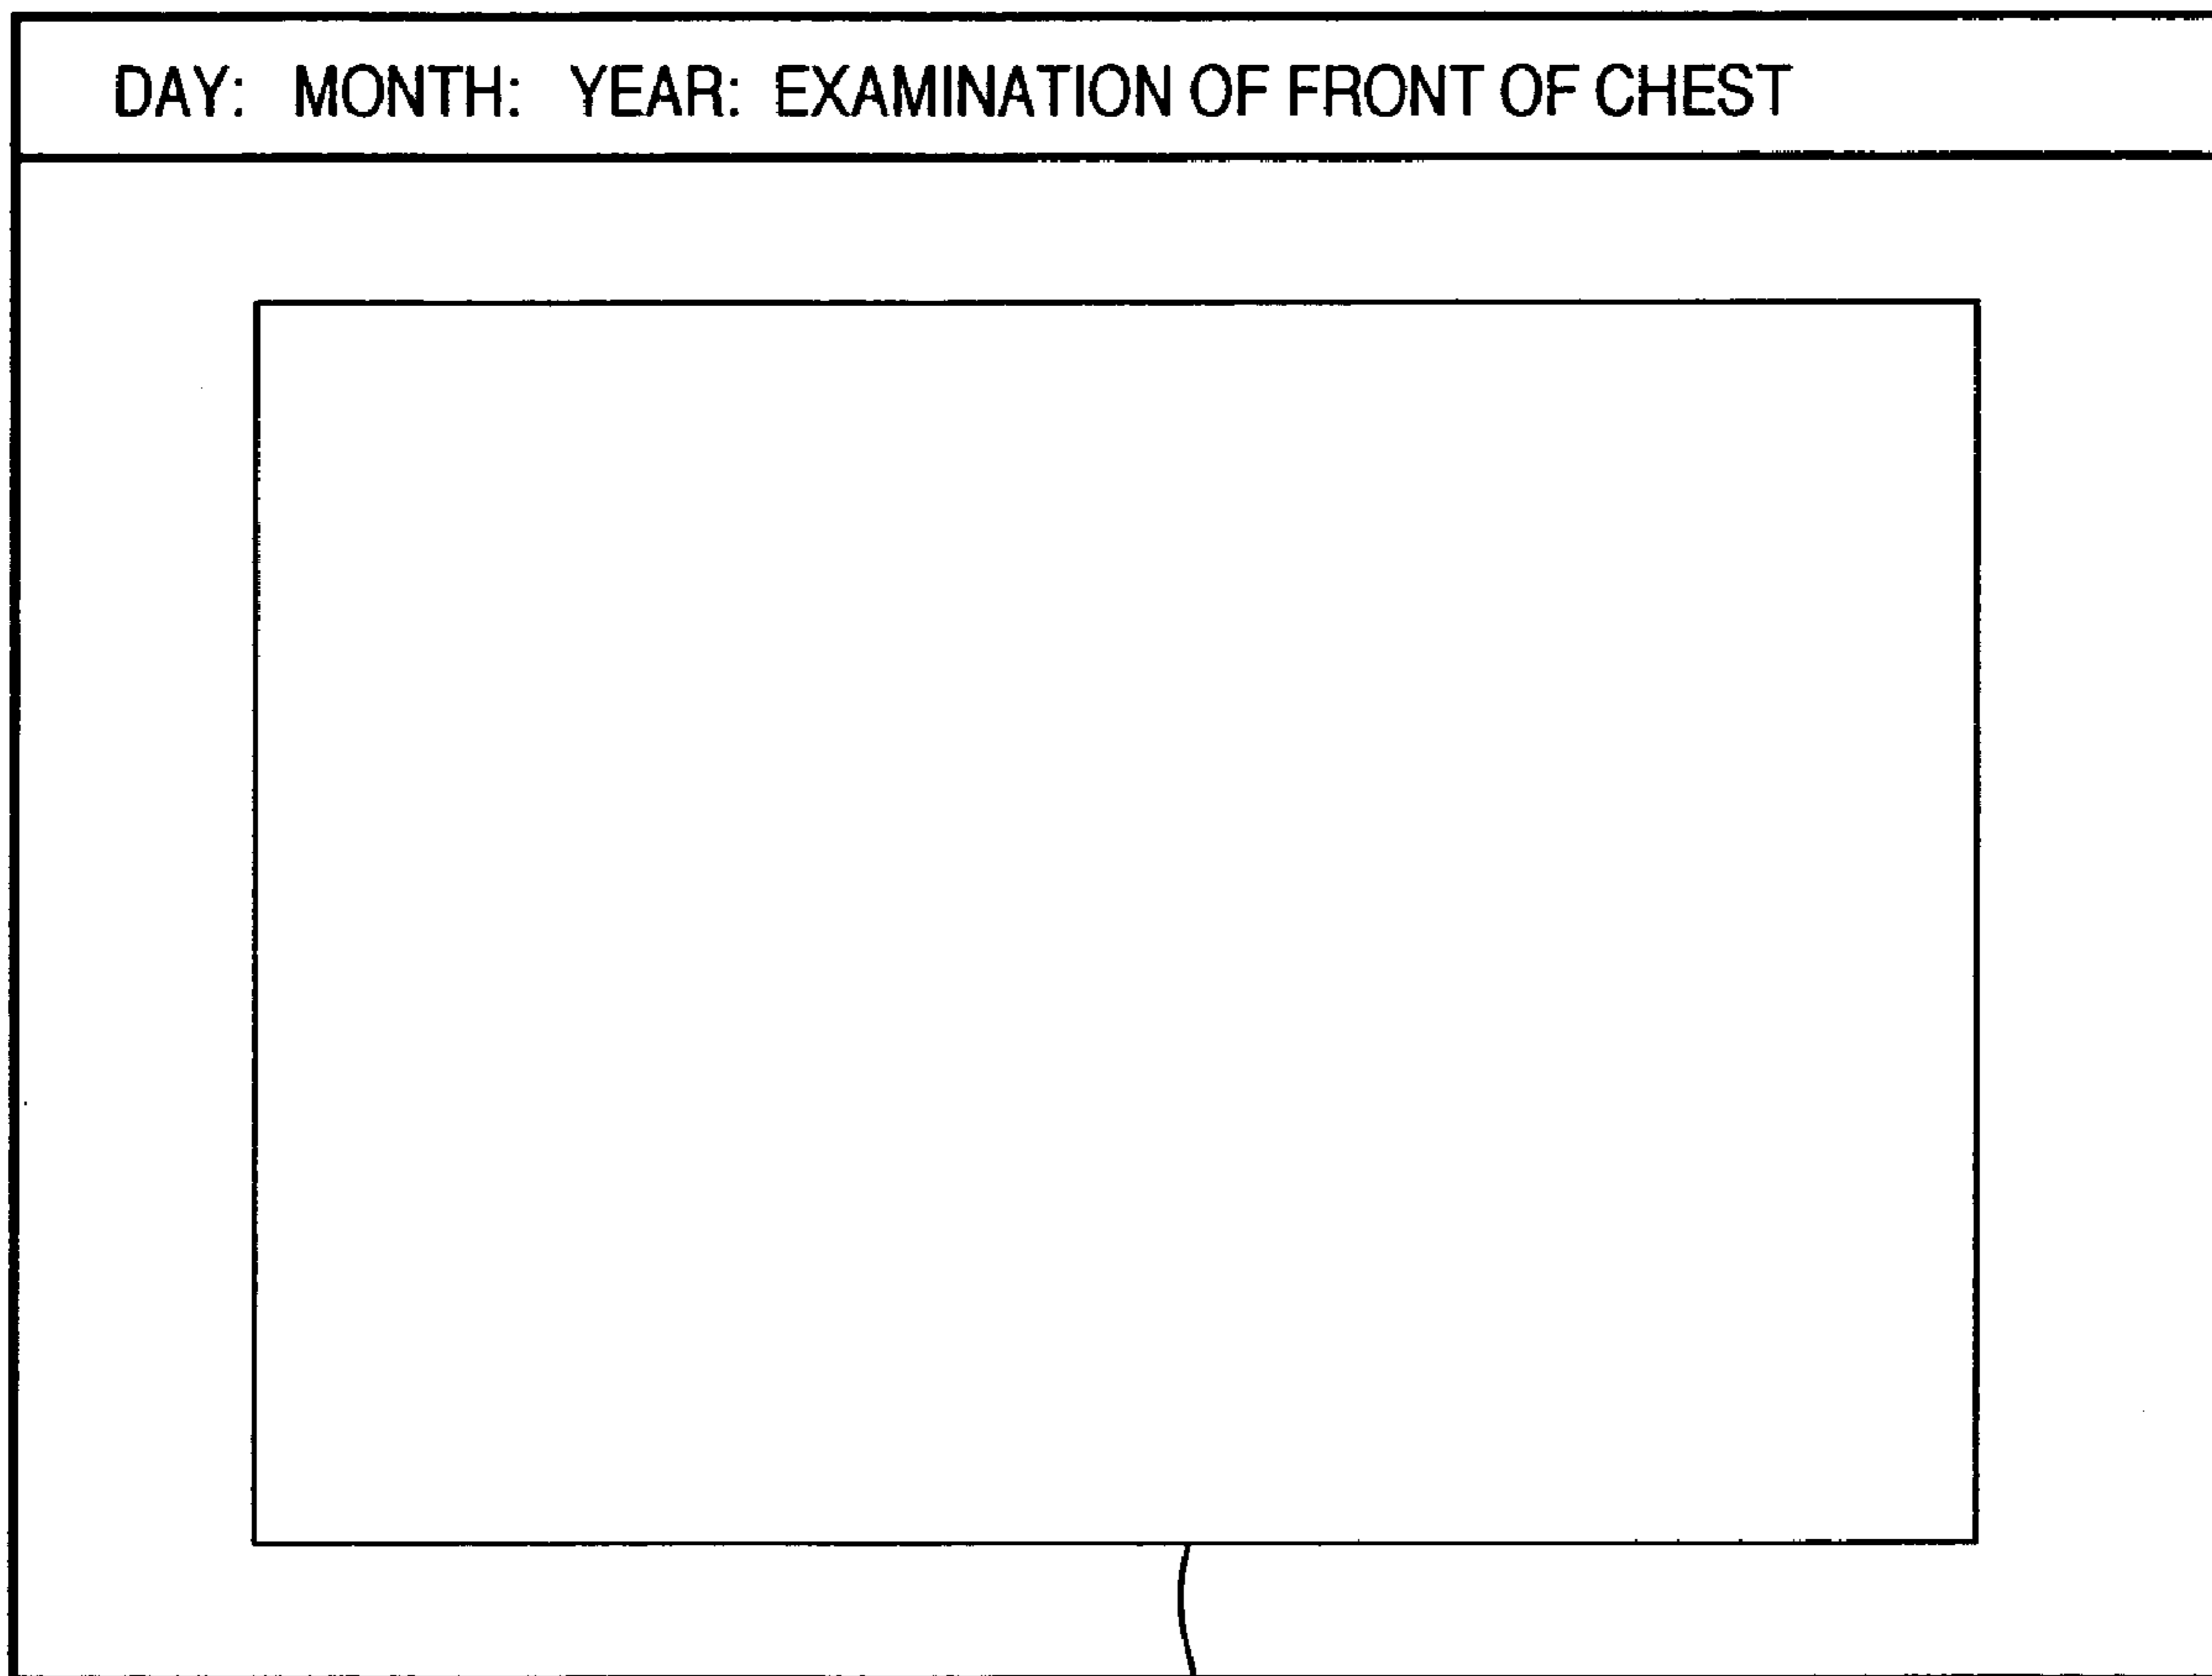 DAY: MONTH: YEAR: EXAMINATION OF FRONT OF CHEST